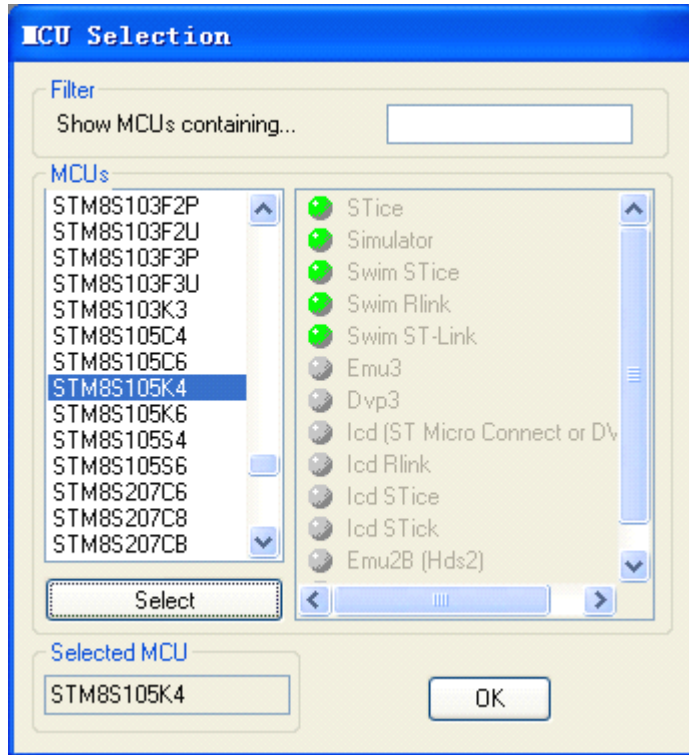 MCU Selection
Filter
Show MCUs containing...
MCUs
STM8S103F2P
STM8S103F2U
STM8S103F3P
STM8S103F3U
STM8S103K3
STM8S105C4
STM8S105C6
STM8S105K4
STM8S105K6
STM8S105S4
STM8S105S6
STM8S207C6
STM8S207C8
STM8S207CB
STice
Simulator
Swim STice
Swim Rlink
Swim ST-Link
Emu3
Dvp3
Icd (ST Micro Connect or DV
Icd Rlink
Icd STice
Icd STick
Emu2B (Hds2)
Select
Selected MCU
STM8S105K4
OK